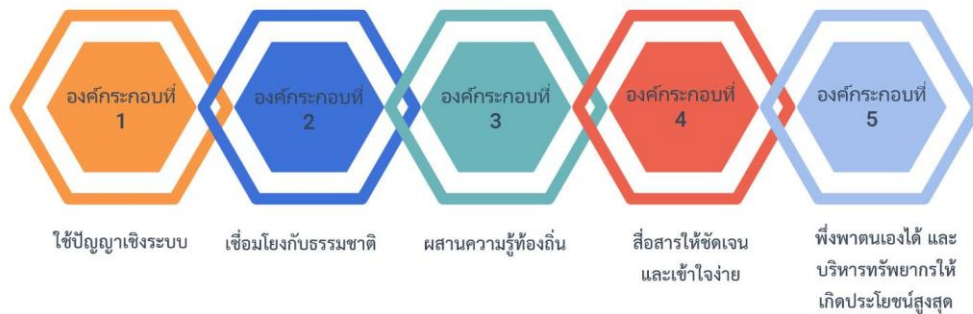 องค์กระกอบที่
1
องค์กระกอบที่
2
องค์กระกอบที่
3
องค์กระกอบที่
4
องค์กระกอบที่
5
ใช้ปัญญาเชิงระบบ
เชื่อมโยงกับธรรมชาติ
ผสานความรู้ท้องถิ่น
สื่อสารให้ชัดเจน
และเข้าใจง่าย
พึ่งพาตนเองได้ และ
บริหารทรัพยากรให้
เกิดประโยชน์สูงสุด